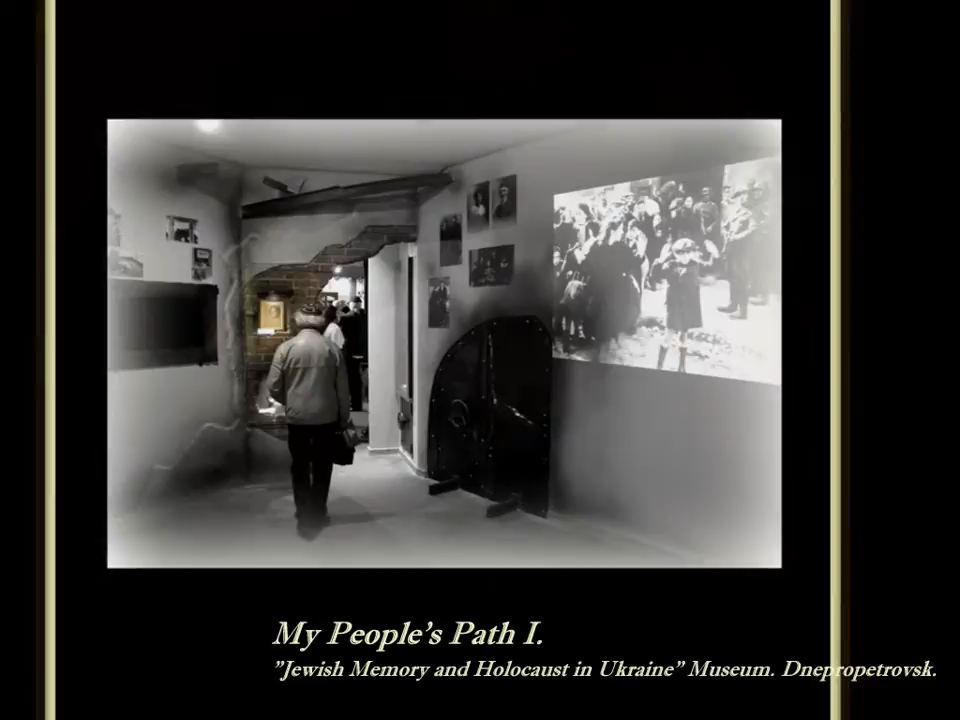 My People's Path I.
"Jewish Memory and Holocaust in Ukraine" Museum. Dnepropetrovsk.